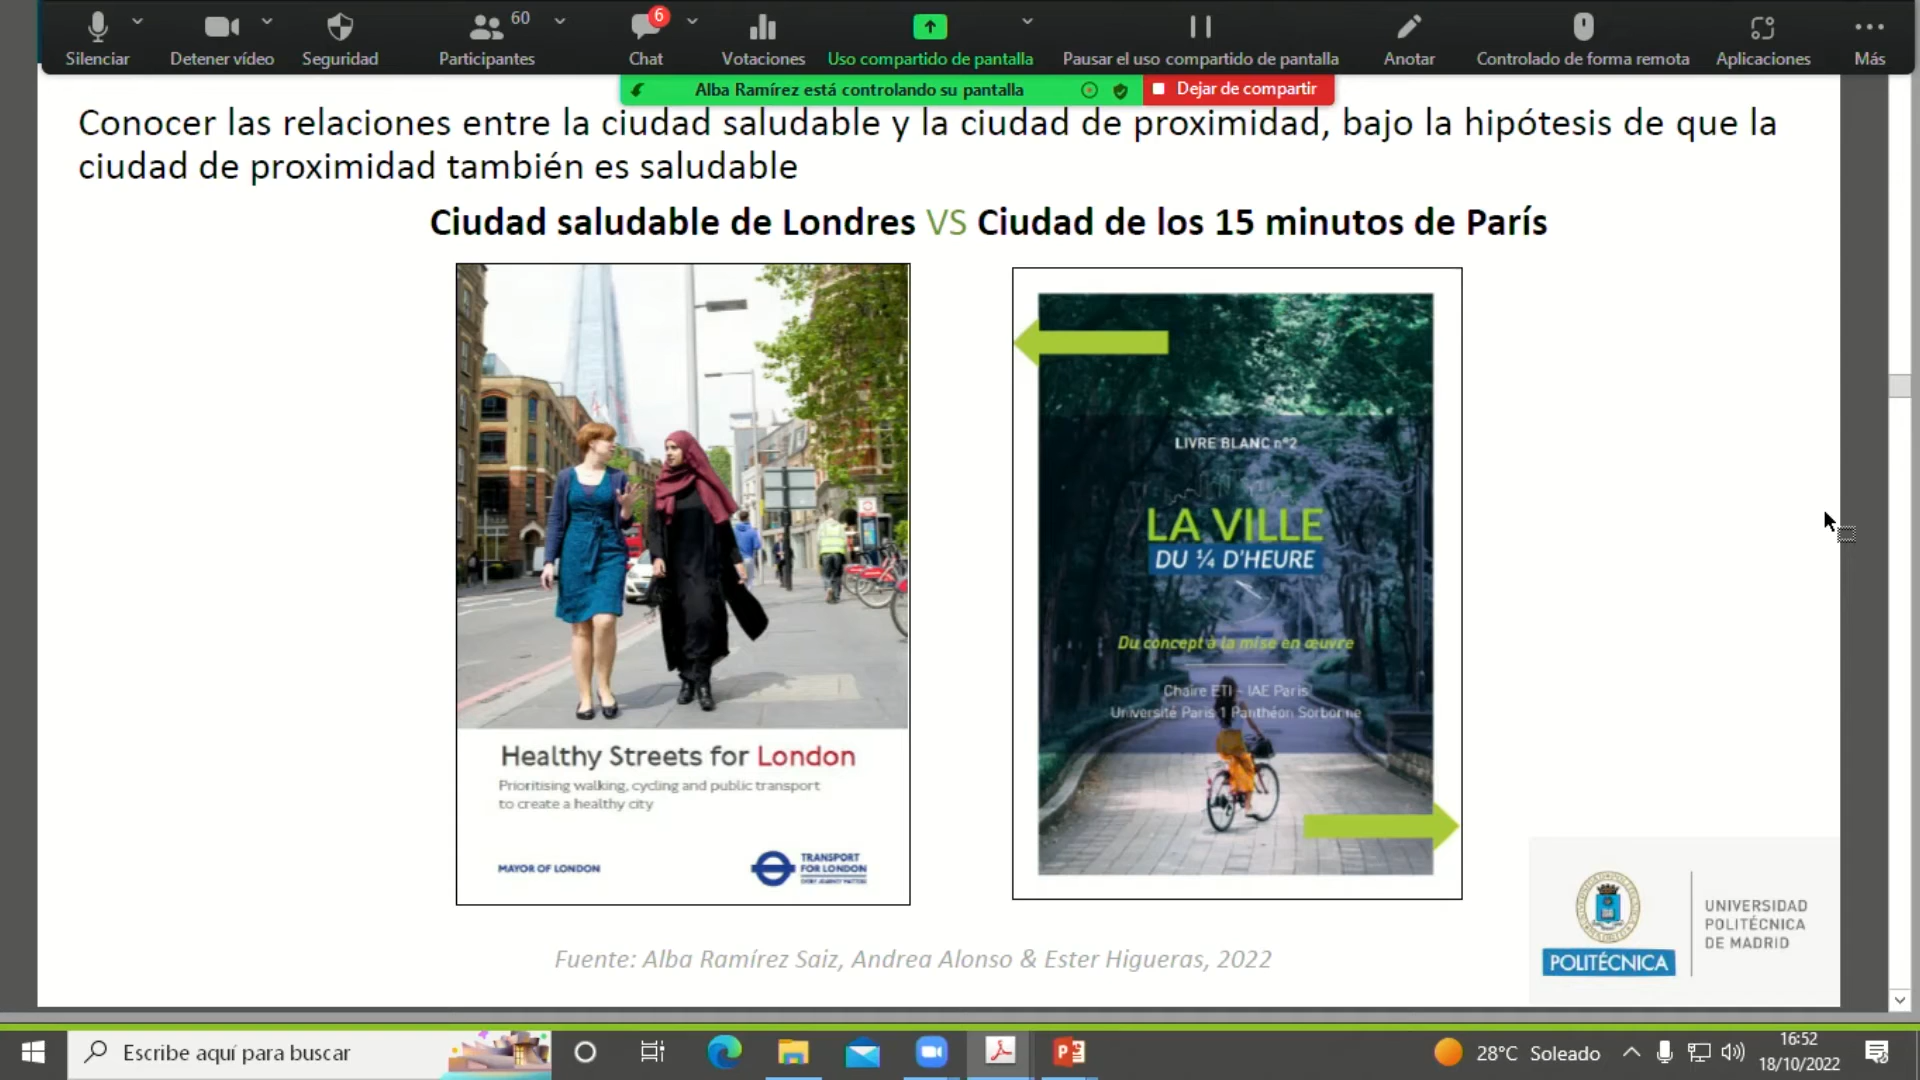 Silenciar
Detener vídeo
Seguridad
Participantes
60
Chat
6
Votaciones
Uso compartido de pantalla
Pausar el uso compartido de pantalla
Anotar
Controlado de forma remota
Aplicaciones
Más
Alba Ramírez está controlando su pantalla
Dejar de compartir
Conocer las relaciones entre la ciudad saludable y la ciudad de proximidad, bajo la hipótesis de que la
ciudad de proximidad también es saludable
Ciudad saludable de Londres VS Ciudad de los 15 minutos de París
Healthy Streets for London
Prioritising walking, cycling and public transport
to create a healthy city
MAYOR OF LONDON
TRANSPORT
FOR LONDON
EVERY JOURNEY MATTERS
LIVRE BLANC n°2
LA VILLE
DU ¼ D'HEURE
Du concept à la mise en œuvre
Chaire ETI - IAE Paris
Université Paris 1 Panthéon Sorbonne
Fuente: Alba Ramírez Saiz, Andrea Alonso & Ester Higueras, 2022
POLITÉCNICA
UNIVERSIDAD
POLITÉCNICA
DE MADRID
Escribe aquí para buscar
28°C Soleado
16:52
18/10/2022